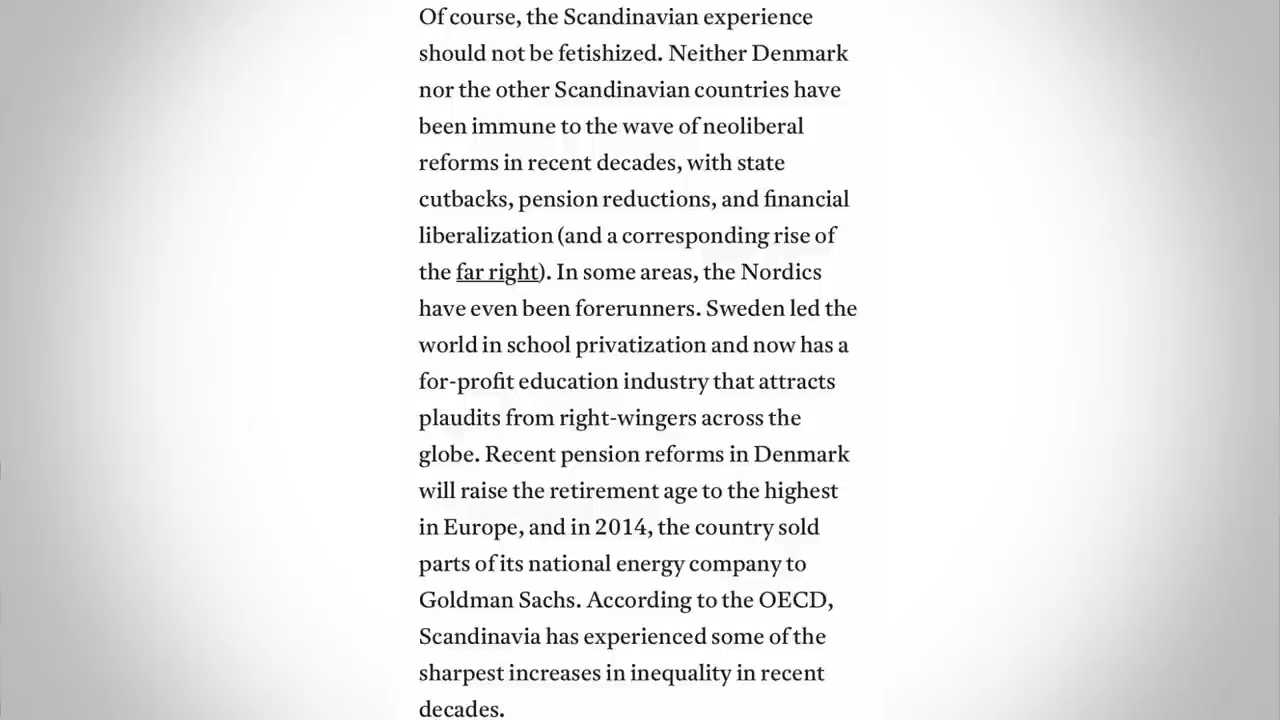 Of course, the Scandinavian experience
should not be fetishized. Neither Denmark
nor the other Scandinavian countries have
been immune to the wave of neoliberal
reforms in recent decades, with state
cutbacks, pension reductions, and financial
liberalization (and a corresponding rise of
the far right). In some areas, the Nordics
have even been forerunners. Sweden led the
world in school privatization and now has a
for-profit education industry that attracts
plaudits from right-wingers across the
globe. Recent pension reforms in Denmark
will raise the retirement age to the highest
in Europe, and in 2014, the country sold
parts of its national energy company to
Goldman Sachs. According to the OECD,
Scandinavia has experienced some of the
sharpest increases in inequality in recent
decades.